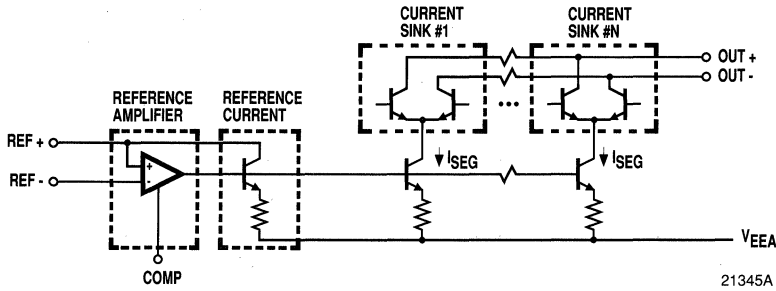 CURRENT
SINK #1
CURRENT
SINK #N
OUT +
OUT -
REFERENCE
AMPLIFIER
REFERENCE
CURRENT
REF +
REF -
+
-
ISEG
ISEG
COMP
VEEA
21345A